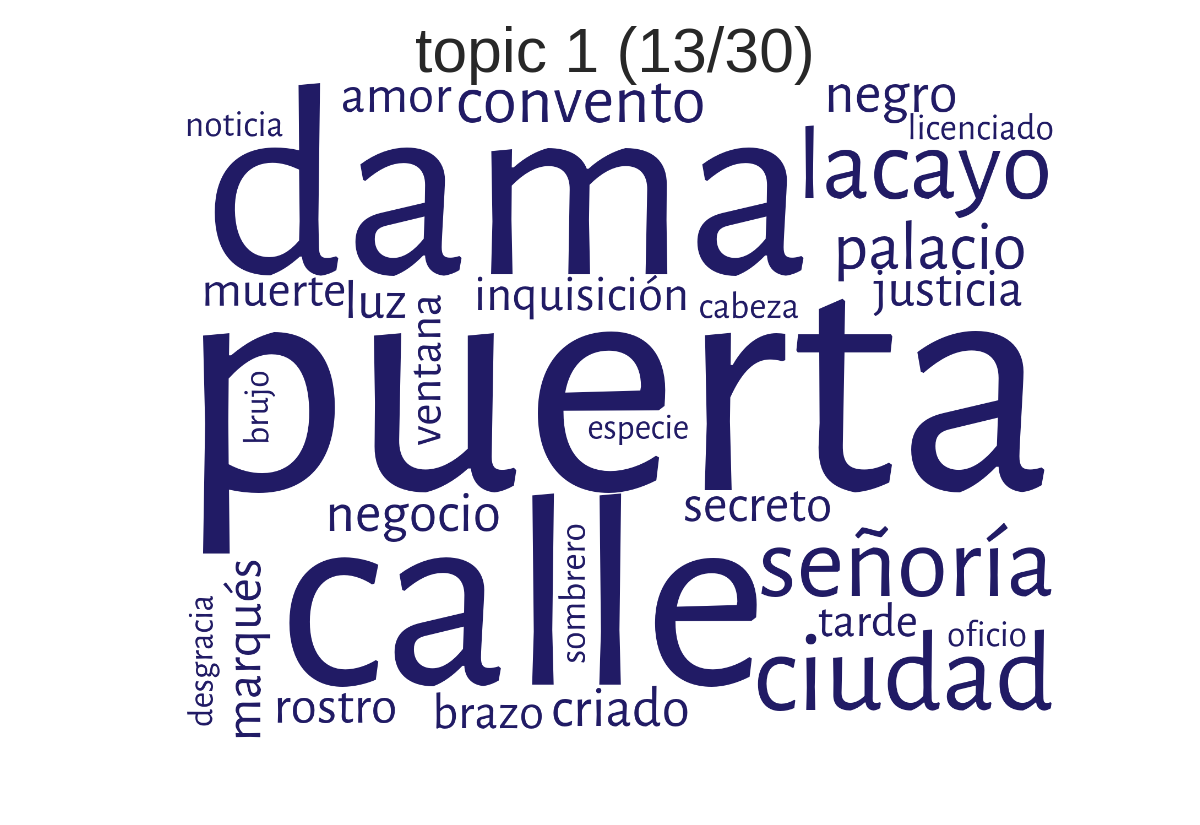 topic 1 (13/30)
amor convento negro
noticia licenciado
dama lacayo
palacio
muerte luz inquisición cabeza justicia
ventana
puerta
brujo
especie
negocio secreto
calle señoría
sombrero
desgracia
marqués
tarde oficio
ciudad
rostro brazo criado